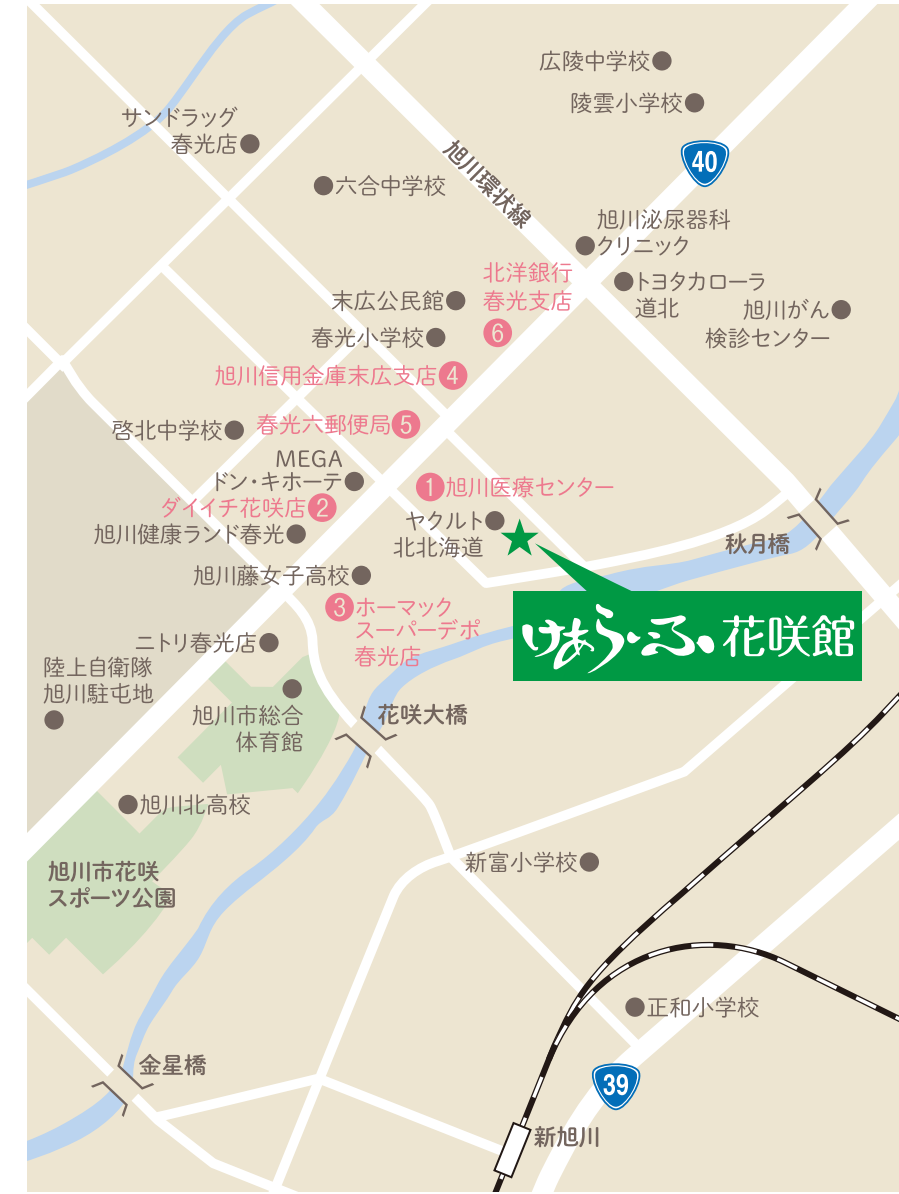 広陵中学校
陵雲小学校
サンドラッグ
春光店
40
六合中学校
旭川環状線
旭川泌尿器科
クリニック
北洋銀行
春光支店
6
トヨタカローラ
道北
旭川がん
検診センター
末広公民館
春光小学校
旭川信用金庫末広支店4
春光六郵便局5
啓北中学校
MEGA
ドン・キホーテ
1旭川医療センター
ダイイチ花咲店2
旭川健康ランド春光
ヤクルト
北北海道
秋月橋
旭川藤女子高校
3ホーマック
スーパーデポ
春光店
けあらいふ花咲館
ニトリ春光店
陸上自衛隊
旭川駐屯地
旭川市総合
体育館
花咲大橋
旭川北高校
旭川市花咲
スポーツ公園
新富小学校
正和小学校
金星橋
39
新旭川